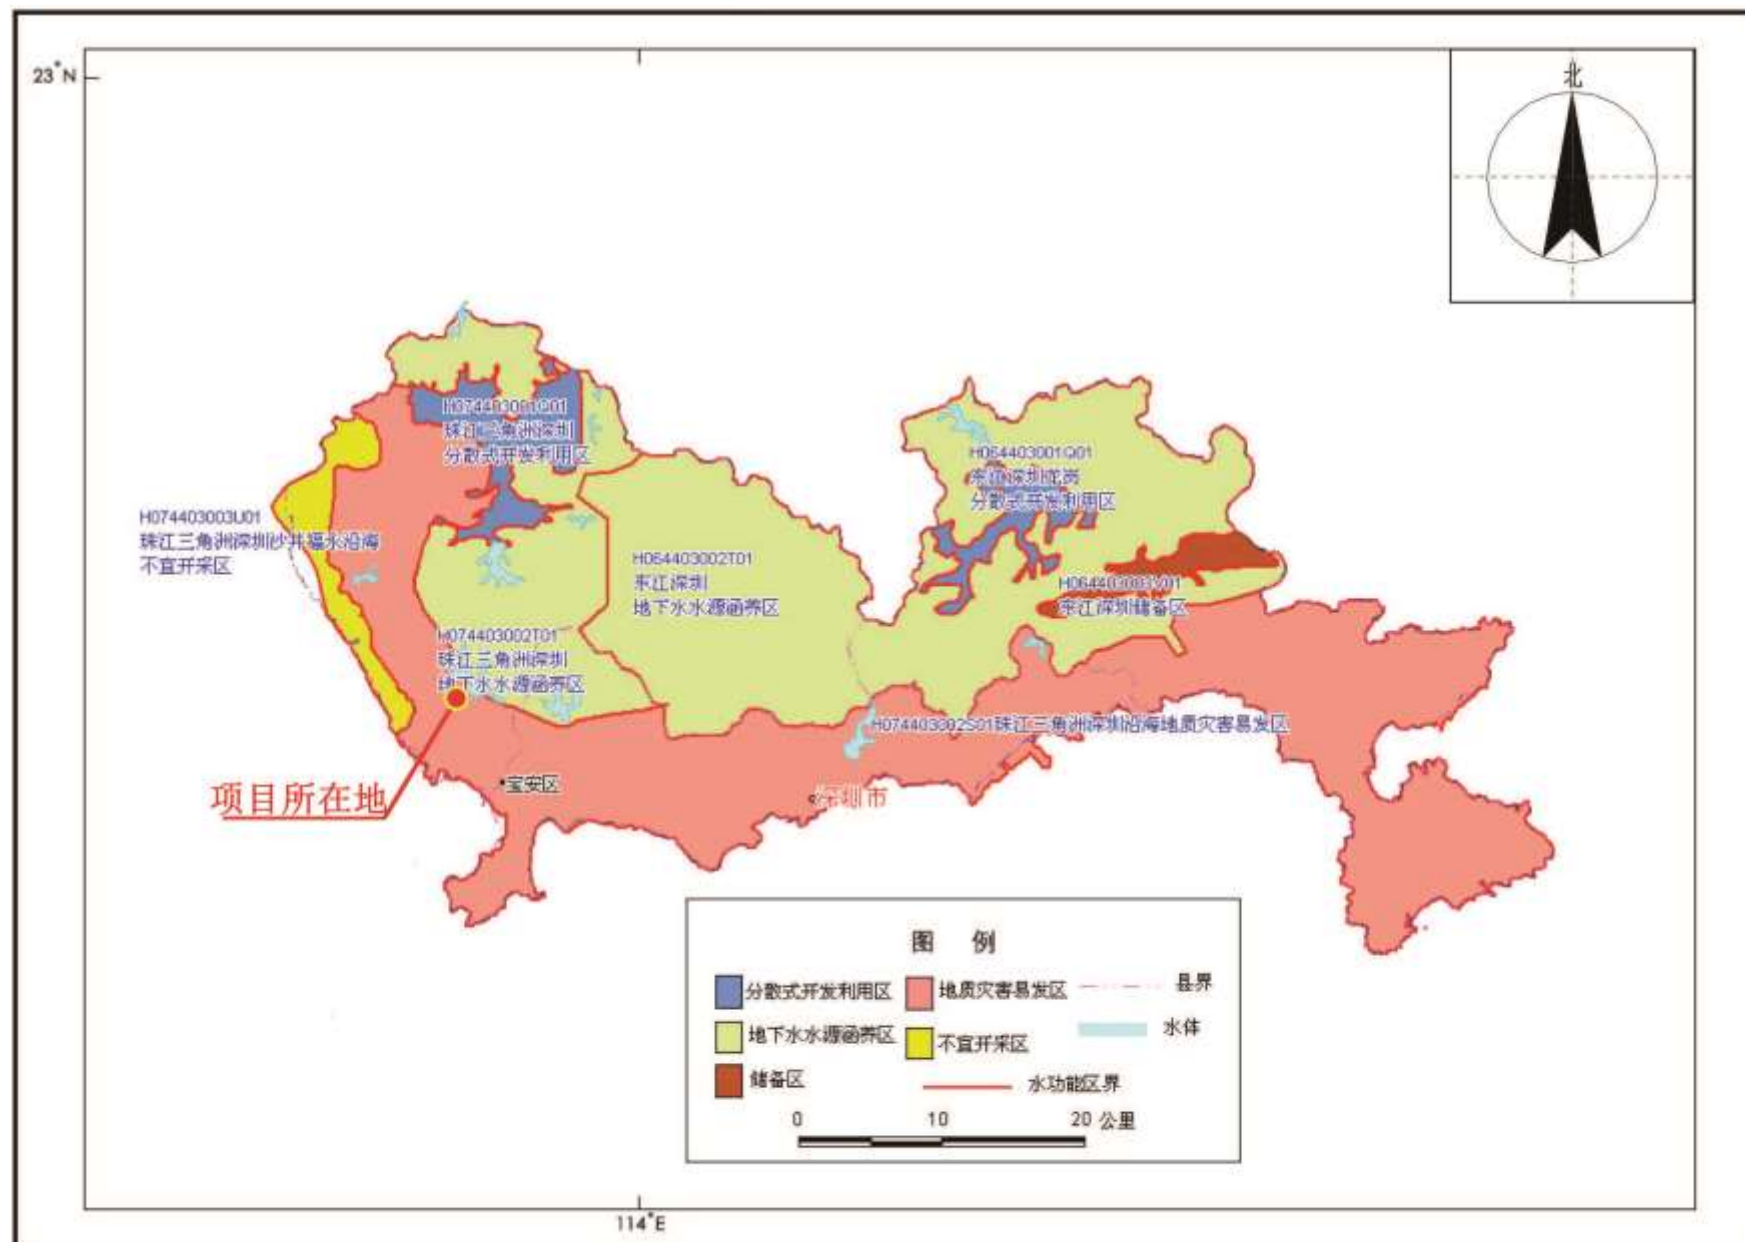 23°N
北
H074403001Q01
珠江三角洲深圳
分散式开发利用区
H064403001Q01
东江深圳龙岗
分散式开发利用区
H074403003U01
珠江三角洲深圳沙井福永沿海
不宜开采区
H064403002T01
东江深圳
地下水水源涵养区
H064403003V01
东江深圳储备区
H074403002T01
珠江三角洲深圳
地下水水源涵养区
H074403002S01珠江三角洲深圳沿海地质灾害易发区
项目所在地
宝安区
深圳市
图 例
分散式开发利用区
地质灾害易发区
县界
地下水水源涵养区
不宜开采区
水体
储备区
水功能区界
0 10 20 公里
114°E